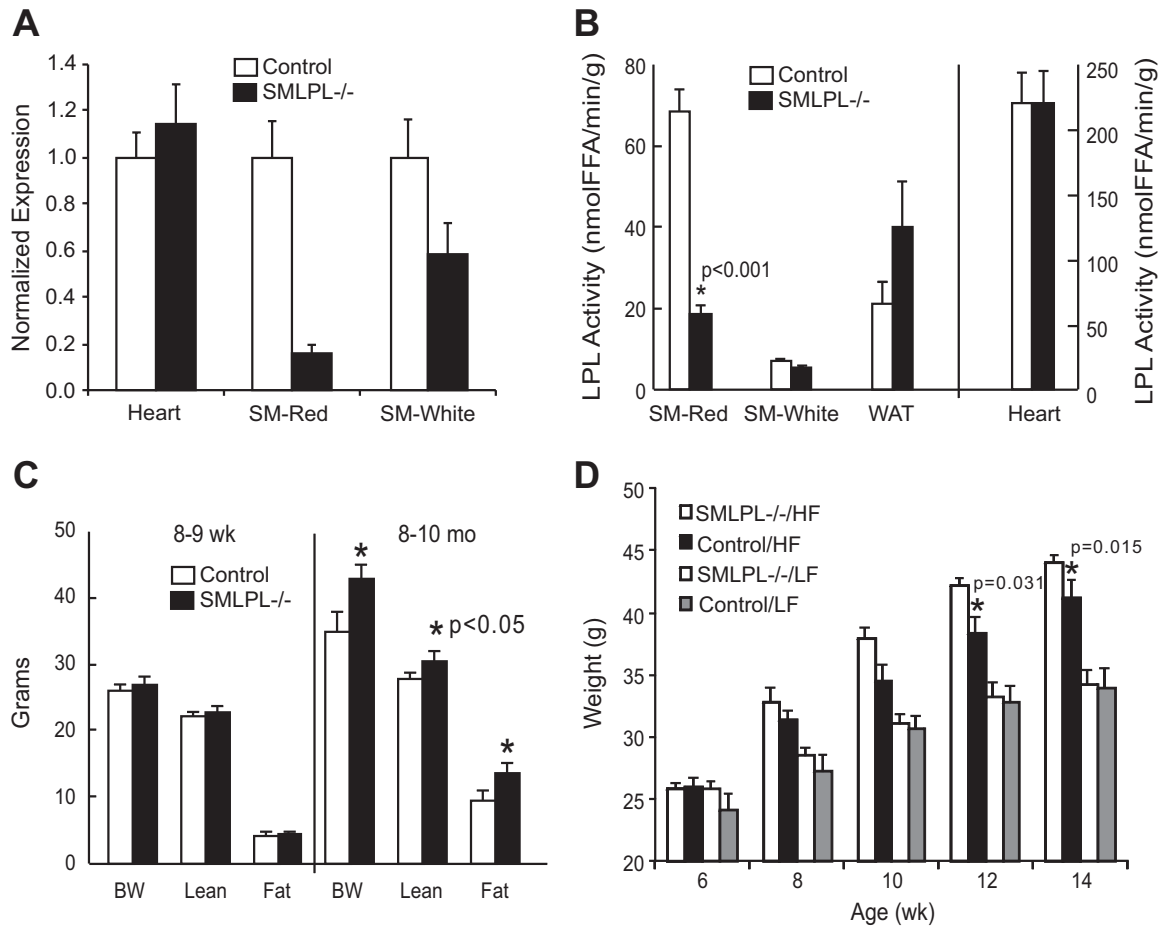 A
Normalized Expression
1.4
1.2
1.0
0.8
0.6
0.4
0.2
0.0
Control
SMLPL-/-
Heart
SM-Red
SM-White
B
LPL Activity (nmolFFA/min/g)
80
60
40
20
0
Control
SMLPL-/-
p<0.001
*
SM-Red
SM-White
WAT
Heart
250
200
150
100
50
0
LPL Activity (nmolFFA/min/g)
C
Grams
50
40
30
20
10
0
8-9 wk
Control
SMLPL-/-
8-10 mo
*
* p<0.05
*
BW
Lean
Fat
BW
Lean
Fat
D
Weight (g)
50
45
40
35
30
25
20
SMLPL-/-/HF
Control/HF
SMLPL-/-/LF
Control/LF
p=0.031
*
p=0.015
*
6
8
10
12
14
Age (wk)